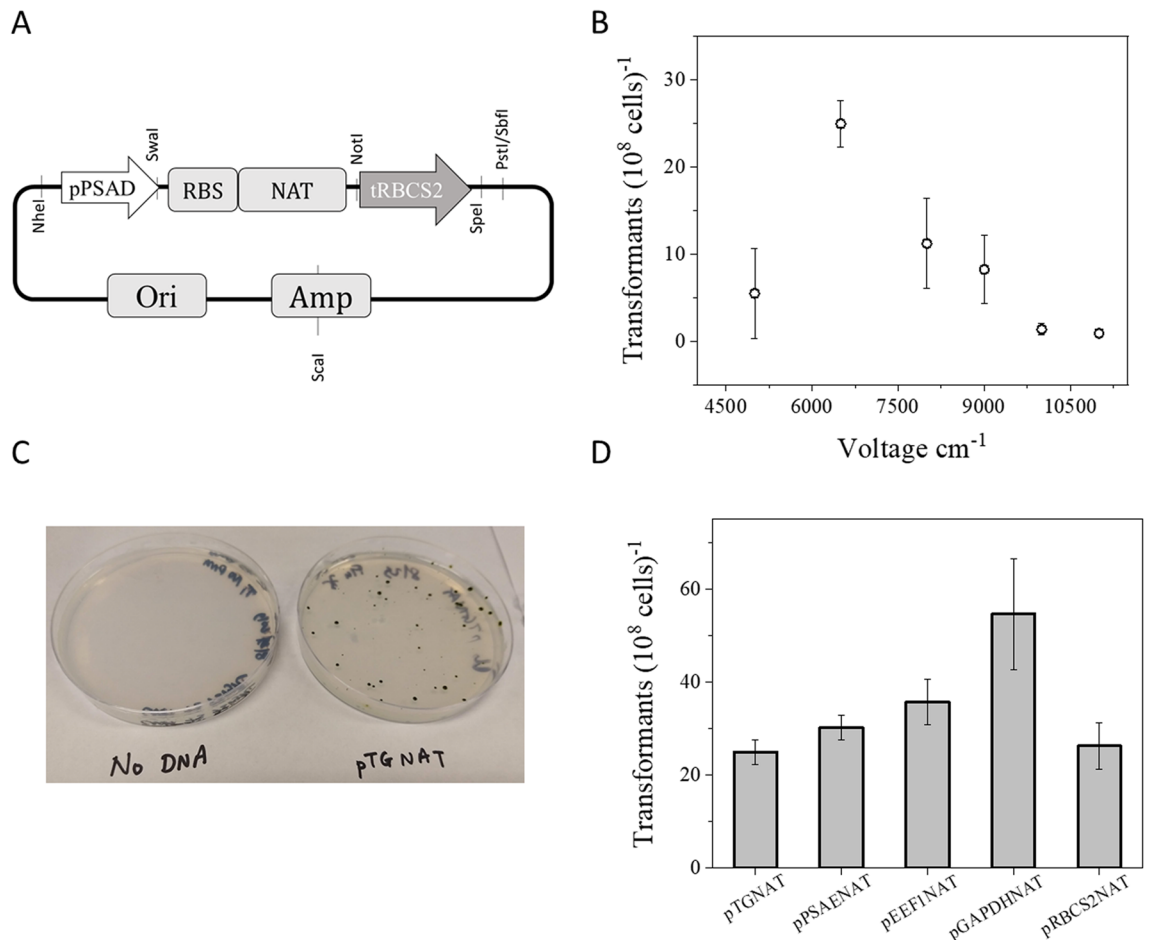 A
NheI
pPSAD
SwaI
RBS
NAT
NotI
tRBCS2
SpeI
PstI/SbfI
Ori
Amp
ScaI
B
Transformants (10⁸ cells)⁻¹
30
20
10
0
4500 6000 7500 9000 10500
Voltage cm⁻¹
C
No DNA
pTGNAT
D
Transformants (10⁸ cells)⁻¹
60
40
20
0
pTGNAT
pPSAENAT
pEEF1NAT
pGAPDHNAT
pRBCS2NAT